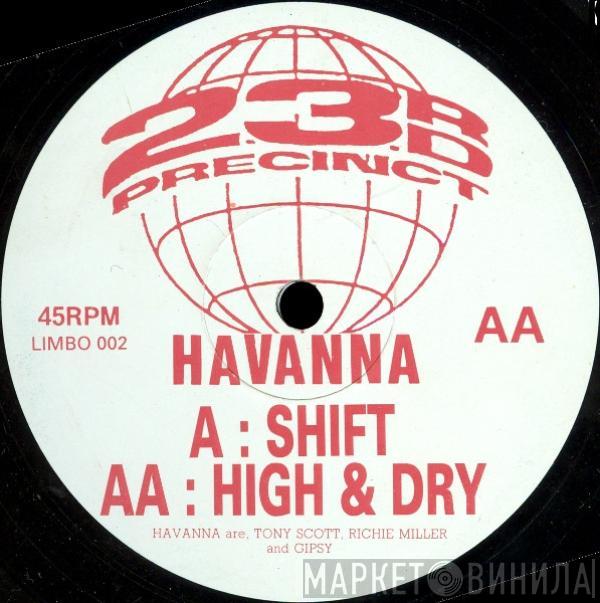 23RD
PRECINCT
45RPM
LIMBO 002
AA
HAVANNA
A : SHIFT
AA : HIGH & DRY
HAVANNA are, TONY SCOTT, RICHIE MILLER
and GIPSY
МАРКЕТ ВИНИЛА